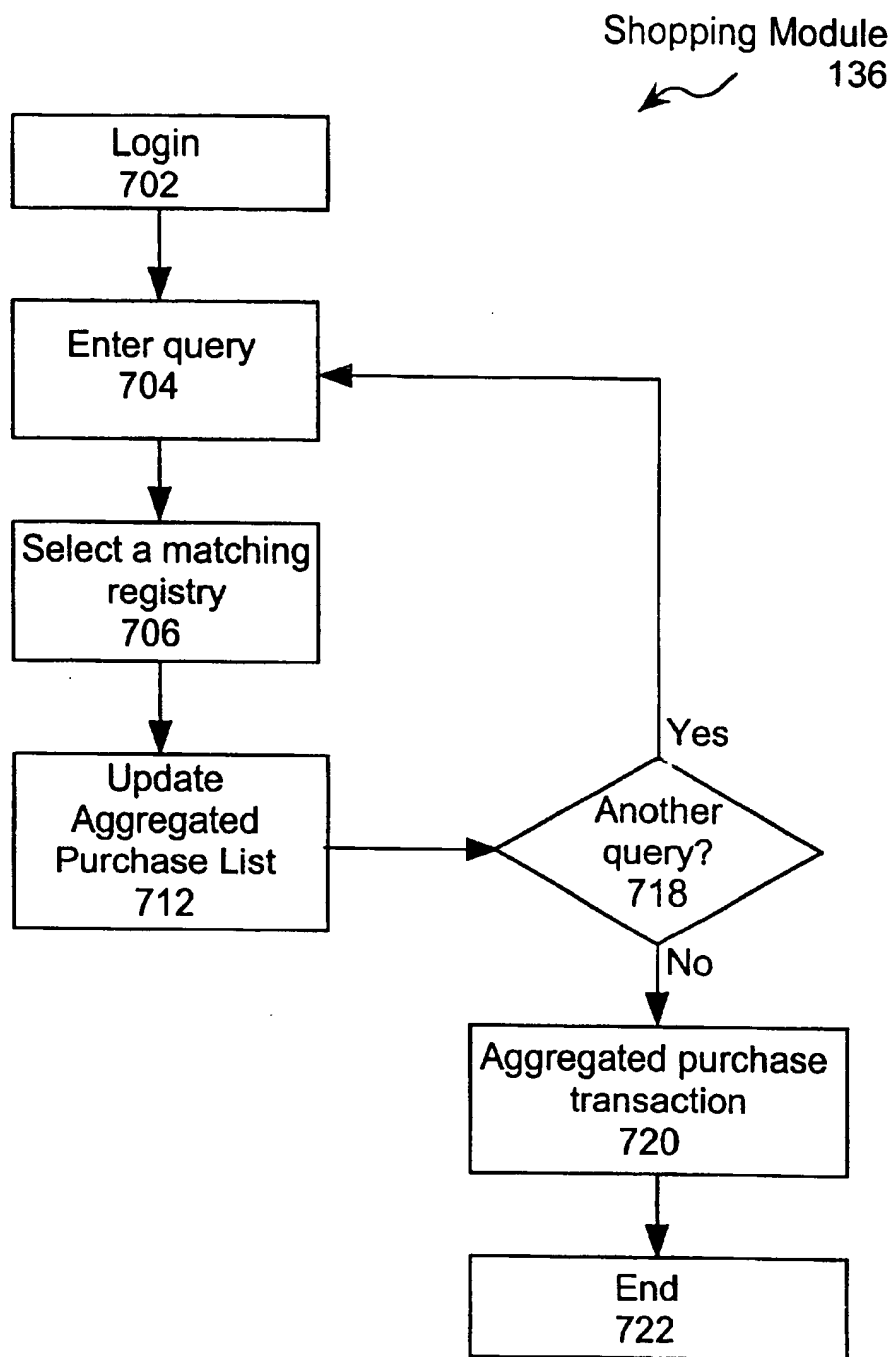 Shopping Module
136
Login
702
Enter query
704
Select a matching
registry
706
Update
Aggregated
Purchase List
712
Yes
Another
query?
718
No
Aggregated purchase
transaction
720
End
722